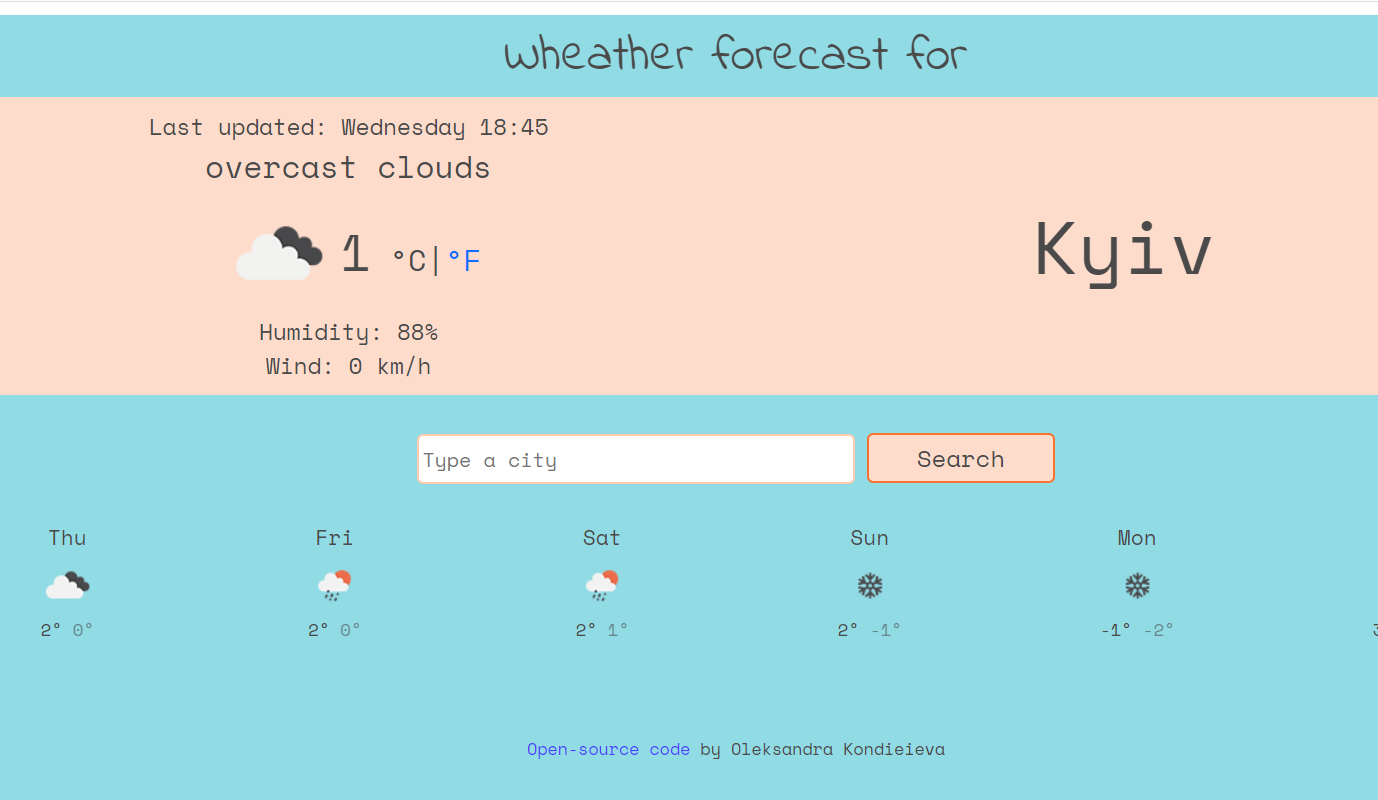 Wheather forecast for
Last updated: Wednesday 18:45
overcast clouds
1 °C|°F
Kyiv
Humidity: 88%
Wind: 0 km/h
Type a city Search
Thu Fri Sat Sun Mon
2° 0° 2° 0° 2° 1° 2° -1° -1° -2°
Open-source code by Oleksandra Kondieieva